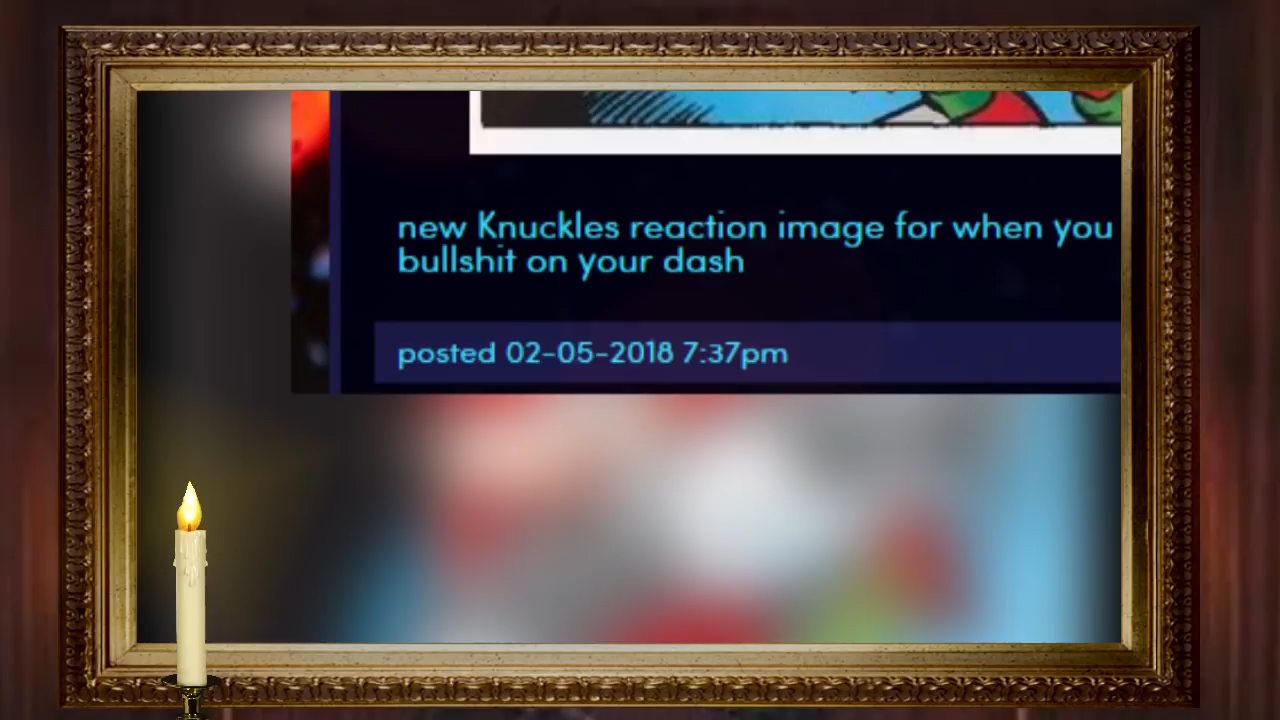 new Knuckles reaction image for when you
bullshit on your dash
posted 02-05-2018 7:37pm